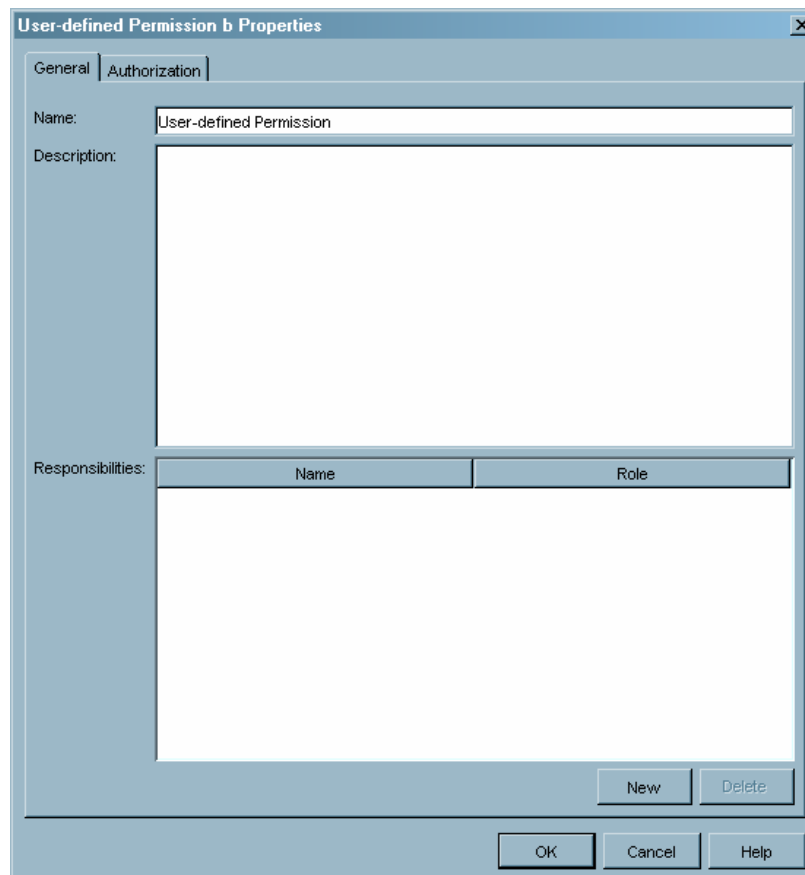 User-defined Permission b Properties
General
Authorization
Name:
User-defined Permission
Description:
Responsibilities:
Name
Role
New
Delete
OK
Cancel
Help